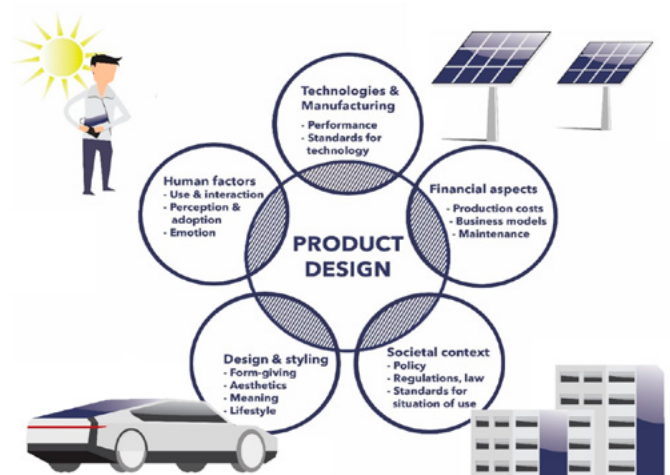 Technologies &
Manufacturing
- Performance
- Standards for
technology
Human factors
- Use & interaction
- Perception &
adoption
- Emotion
Financial aspects
- Production costs
- Business models
- Maintenance
PRODUCT
DESIGN
Design & styling
- Form-giving
- Aesthetics
- Meaning
- Lifestyle
Societal context
- Policy
- Regulations, law
- Standards for
situation of use